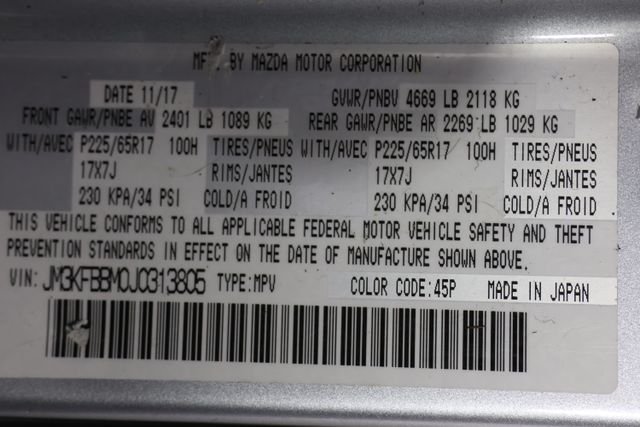 MFD. BY MAZDA MOTOR CORPORATION
DATE 11/17 GVWR/PNBV 4669 LB 2118 KG
FRONT GAWR/PNBE AV 2401 LB 1089 KG REAR GAWR/PNBE AR 2269 LB 1029 KG
WITH/AVEC P225/65R17 100H TIRES/PNEUS WITH/AVEC P225/65R17 100H TIRES/PNEUS
17X7J RIMS/JANTES 17X7J RIMS/JANTES
230 KPA/34 PSI COLD/A FROID 230 KPA/34 PSI COLD/A FROID
THIS VEHICLE CONFORMS TO ALL APPLICABLE FEDERAL MOTOR VEHICLE SAFETY AND THEFT
PREVENTION STANDARDS IN EFFECT ON THE DATE OF MANUFACTURE SHOWN ABOVE.
VIN: JM3KFBBM0J0313805 TYPE:MPV COLOR CODE:45P MADE IN JAPAN